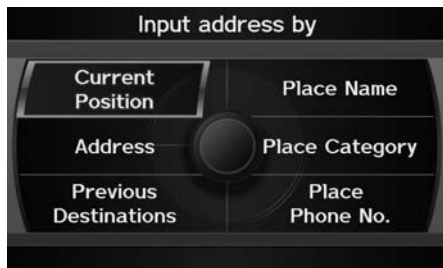 Input address by
Current
Position
Place Name
Address
Place Category
Previous
Destinations
Place
Phone No.